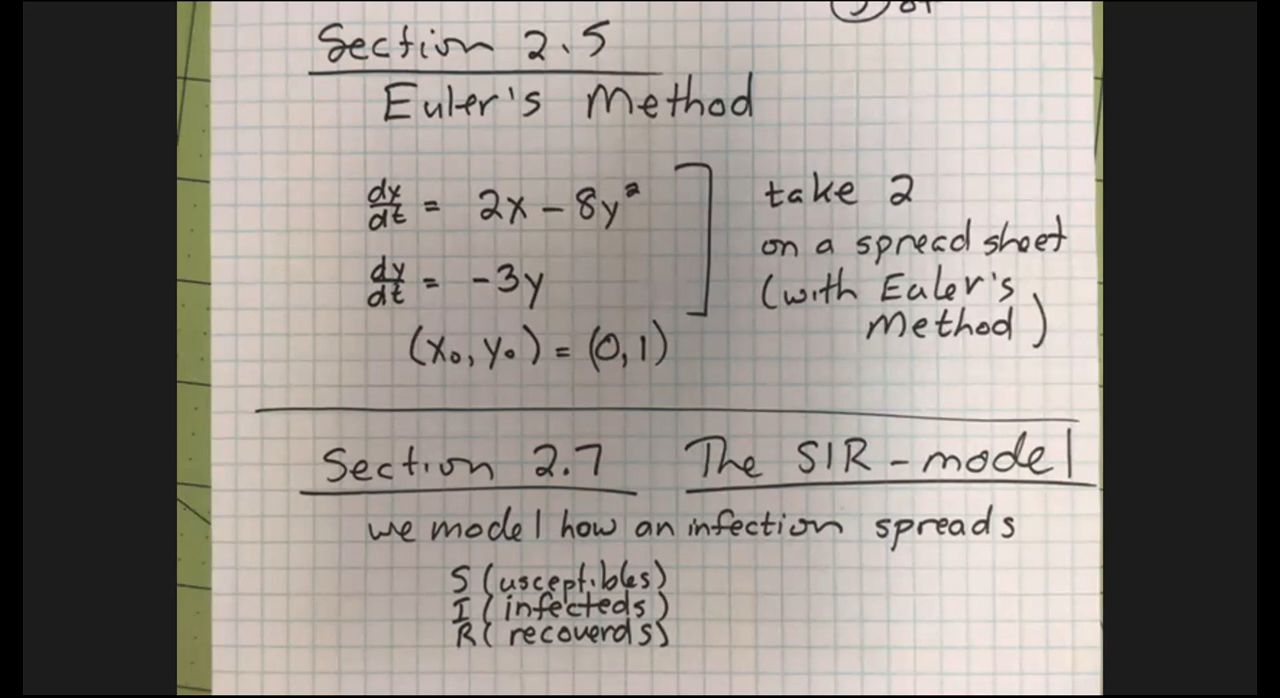 Section 2.5
Euler's Method
dx/dt = 2x - 8y²
dy/dt = -3y
(x₀, y₀) = (0, 1)
take 2
on a spread sheet
(with Euler's
Method)
Section 2.7 The SIR-model
we model how an infection spreads
S (usceptibles)
I ( infecteds )
R ( recoverds )